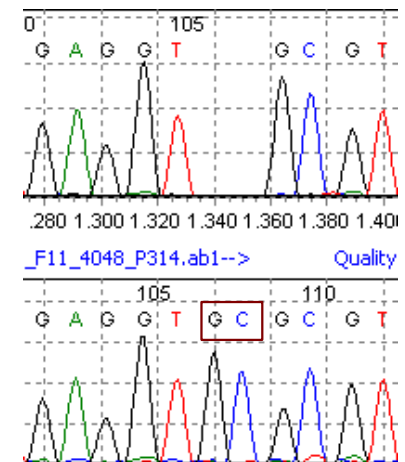 0 105
G A G G T G C G T
.280 1.300 1.320 1.340 1.360 1.380 1.40
_F11_4048_P314.ab1--> Quality
105 110
G A G G T G C G C G T